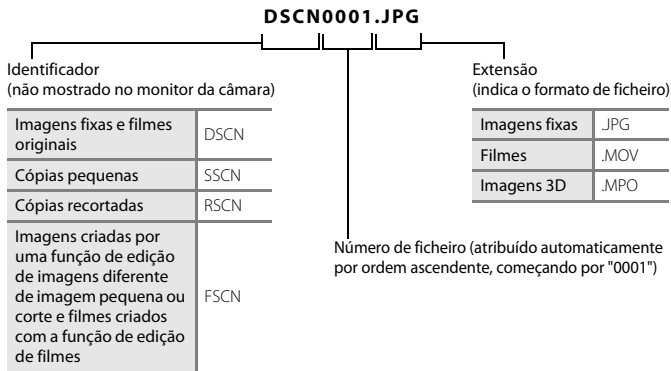 DSCN0001.JPG
Identificador
(não mostrado no monitor da câmara)
Imagens fixas e filmes
originais
DSCN
Cópias pequenas
SSCN
Cópias recortadas
RSCN
Imagens criadas por
uma função de edição
de imagens diferente
de imagem pequena ou
corte e filmes criados
com a função de edição
de filmes
FSCN
Extensão
(indica o formato de ficheiro)
Imagens fixas
.JPG
Filmes
.MOV
Imagens 3D
.MPO
Número de ficheiro (atribuído automaticamente
por ordem ascendente, começando por "0001")